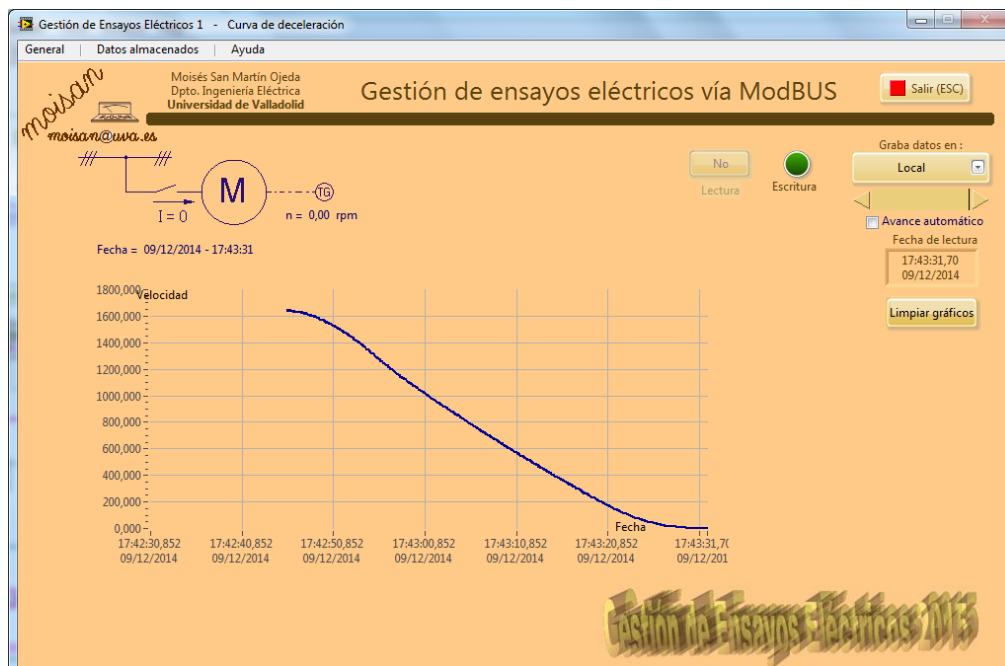 Gestión de Ensayos Eléctricos 1 - Curva de deceleración
General | Datos almacenados | Ayuda
moisan
moisan@uva.es
Moisés San Martín Ojeda
Dpto. Ingeniería Eléctrica
Universidad de Valladolid
Gestión de ensayos eléctricos vía ModBUS
Salir (ESC)
M
TG
I = 0
n = 0,00 rpm
No
Lectura
Escritura
Graba datos en :
Local
Avance automático
Fecha de lectura
17:43:31,70
09/12/2014
Limpiar gráficos
Fecha = 09/12/2014 - 17:43:31
Velocidad
1800,000
1600,000
1400,000
1200,000
1000,000
800,000
600,000
400,000
200,000
0,000
Fecha
17:42:30,852 17:42:40,852 17:42:50,852 17:43:00,852 17:43:10,852 17:43:20,852 17:43:31,70
09/12/2014 09/12/2014 09/12/2014 09/12/2014 09/12/2014 09/12/2014 09/12/201
Gestión de Ensayos Eléctricos 2015